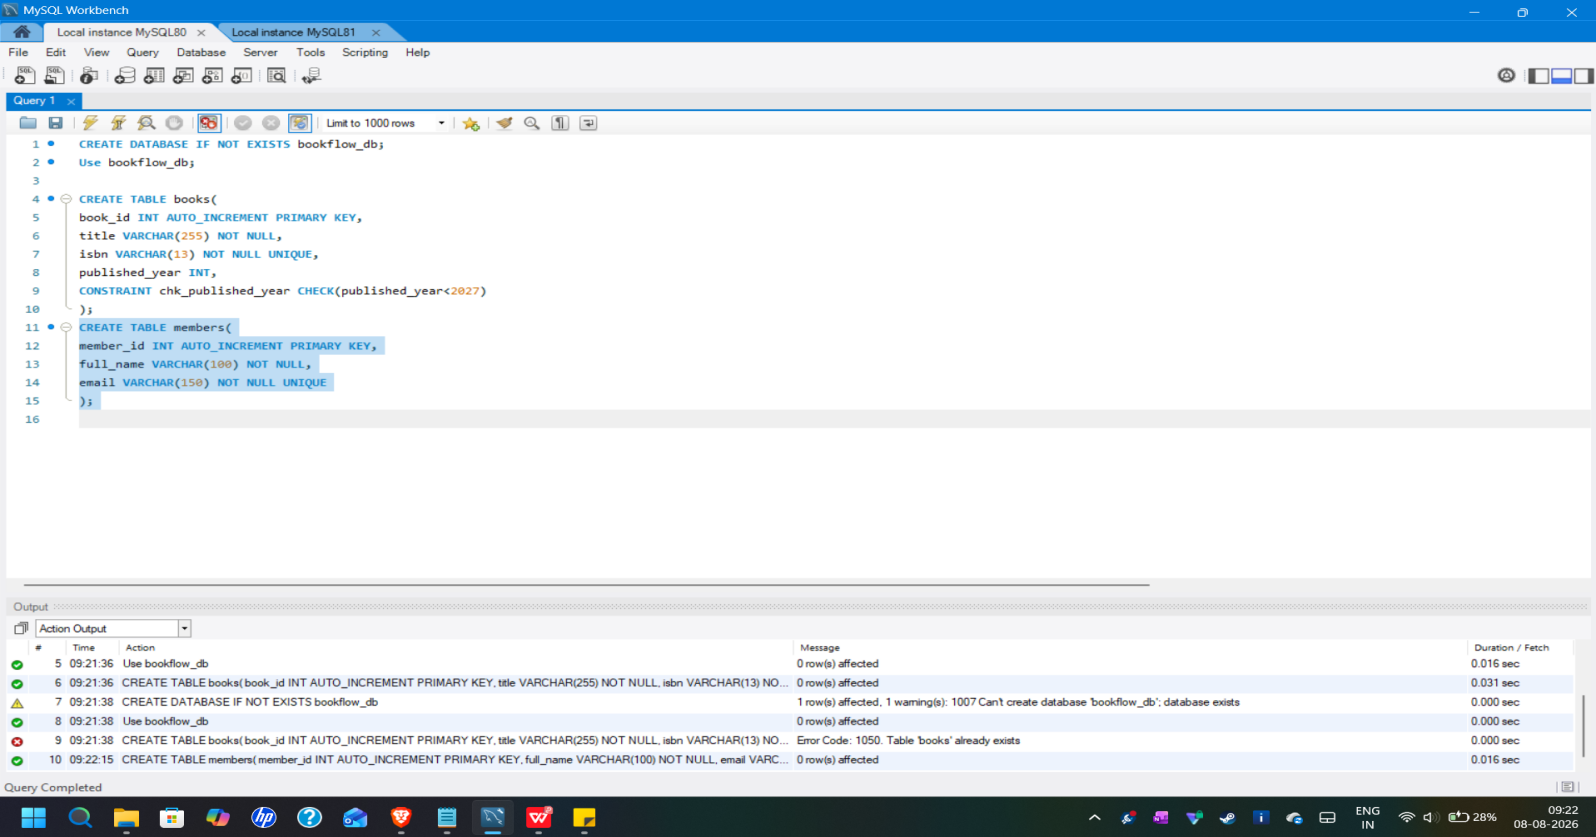 MySQL Workbench
Local instance MySQL80
Local instance MySQL81
File Edit View Query Database Server Tools Scripting Help
Query 1
Limit to 1000 rows
1 CREATE DATABASE IF NOT EXISTS bookflow_db;
2 Use bookflow_db;
3
4 CREATE TABLE books(
5 book_id INT AUTO_INCREMENT PRIMARY KEY,
6 title VARCHAR(255) NOT NULL,
7 isbn VARCHAR(13) NOT NULL UNIQUE,
8 published_year INT,
9 CONSTRAINT chk_published_year CHECK(published_year<2027)
10 );
11 CREATE TABLE members(
12 member_id INT AUTO_INCREMENT PRIMARY KEY,
13 full_name VARCHAR(100) NOT NULL,
14 email VARCHAR(150) NOT NULL UNIQUE
15 );
16
Output
Action Output
# Time Action Message Duration / Fetch
5 09:21:36 Use bookflow_db 0 row(s) affected 0.016 sec
6 09:21:36 CREATE TABLE books( book_id INT AUTO_INCREMENT PRIMARY KEY, title VARCHAR(255) NOT NULL, isbn VARCHAR(13) NO... 0 row(s) affected 0.031 sec
7 09:21:38 CREATE DATABASE IF NOT EXISTS bookflow_db 1 row(s) affected, 1 warning(s): 1007 Can't create database 'bookflow_db'; database exists 0.000 sec
8 09:21:38 Use bookflow_db 0 row(s) affected 0.000 sec
9 09:21:38 CREATE TABLE books( book_id INT AUTO_INCREMENT PRIMARY KEY, title VARCHAR(255) NOT NULL, isbn VARCHAR(13) NO... Error Code: 1050. Table 'books' already exists 0.000 sec
10 09:22:15 CREATE TABLE members( member_id INT AUTO_INCREMENT PRIMARY KEY, full_name VARCHAR(100) NOT NULL, email VARC... 0 row(s) affected 0.016 sec
Query Completed
ENG
IN
28%
09:22
08-08-2026